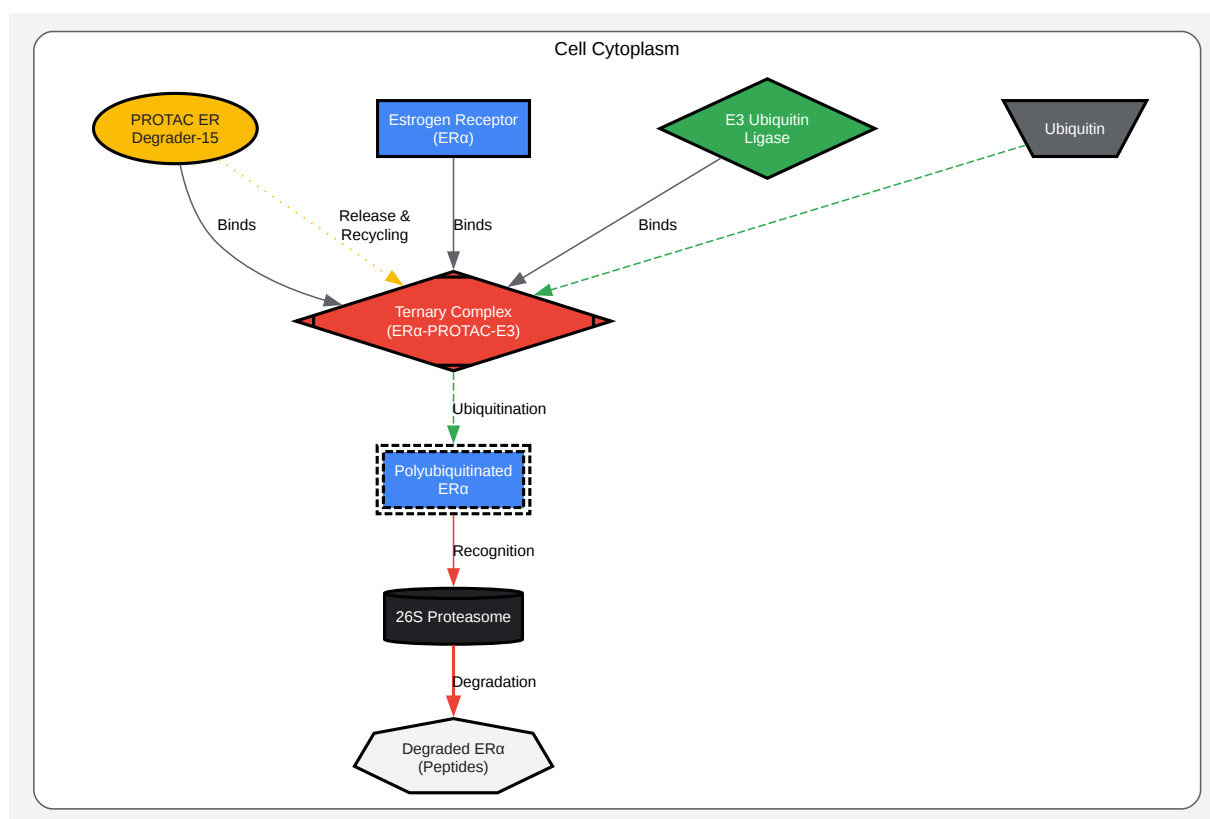 Cell Cytoplasm
PROTAC ER
Degrader-15
Estrogen Receptor
(ERα)
E3 Ubiquitin
Ligase
Ubiquitin
Binds
Release &
Recycling
Binds
Binds
Ternary Complex
(ERα-PROTAC-E3)
Ubiquitination
Polyubiquitinated
ERα
Recognition
26S Proteasome
Degradation
Degraded ERα
(Peptides)